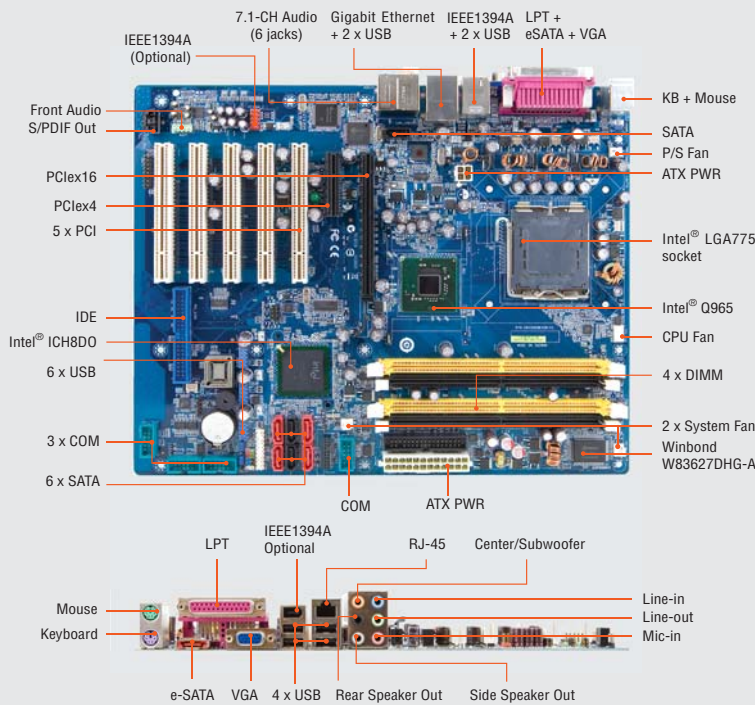 7.1-CH Audio
(6 jacks)
Gigabit Ethernet
+ 2 x USB
IEEE1394A
+ 2 x USB
LPT +
eSATA + VGA
IEEE1394A
(Optional)
KB + Mouse
Front Audio
S/PDIF Out
SATA
P/S Fan
ATX PWR
PCIex16
PCIex4
5 x PCI
Intel® LGA775
socket
IDE
Intel® Q965
Intel® ICH8DO
CPU Fan
6 x USB
4 x DIMM
3 x COM
2 x System Fan
Winbond
W83627DHG-A
6 x SATA
COM
ATX PWR
LPT
IEEE1394A
Optional
RJ-45
Center/Subwoofer
Mouse
Keyboard
Line-in
Line-out
Mic-in
e-SATA
VGA
4 x USB
Rear Speaker Out
Side Speaker Out